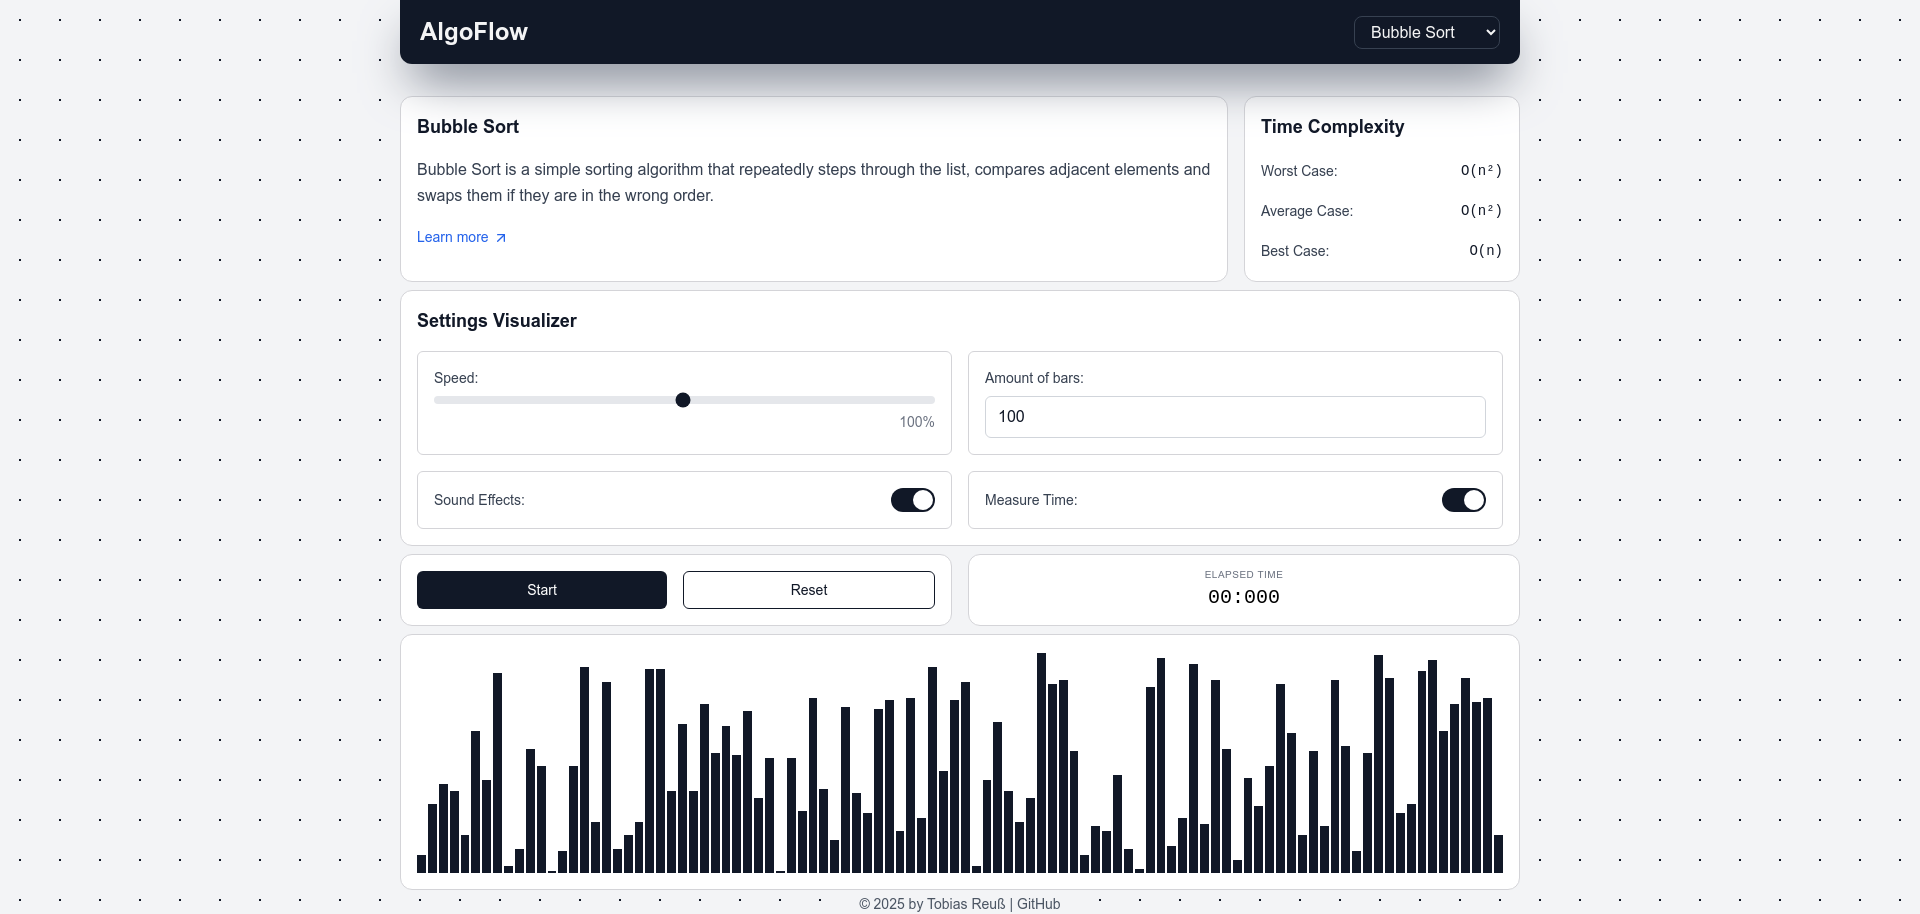 AlgoFlow
Bubble Sort
Bubble Sort
Bubble Sort is a simple sorting algorithm that repeatedly steps through the list, compares adjacent elements and
swaps them if they are in the wrong order.
Learn more
Time Complexity
Worst Case: O(n²)
Average Case: O(n²)
Best Case: O(n)
Settings Visualizer
Speed:
100%
Amount of bars:
100
Sound Effects:
Measure Time:
Start
Reset
ELAPSED TIME
00:000
© 2025 by Tobias Reuß | GitHub